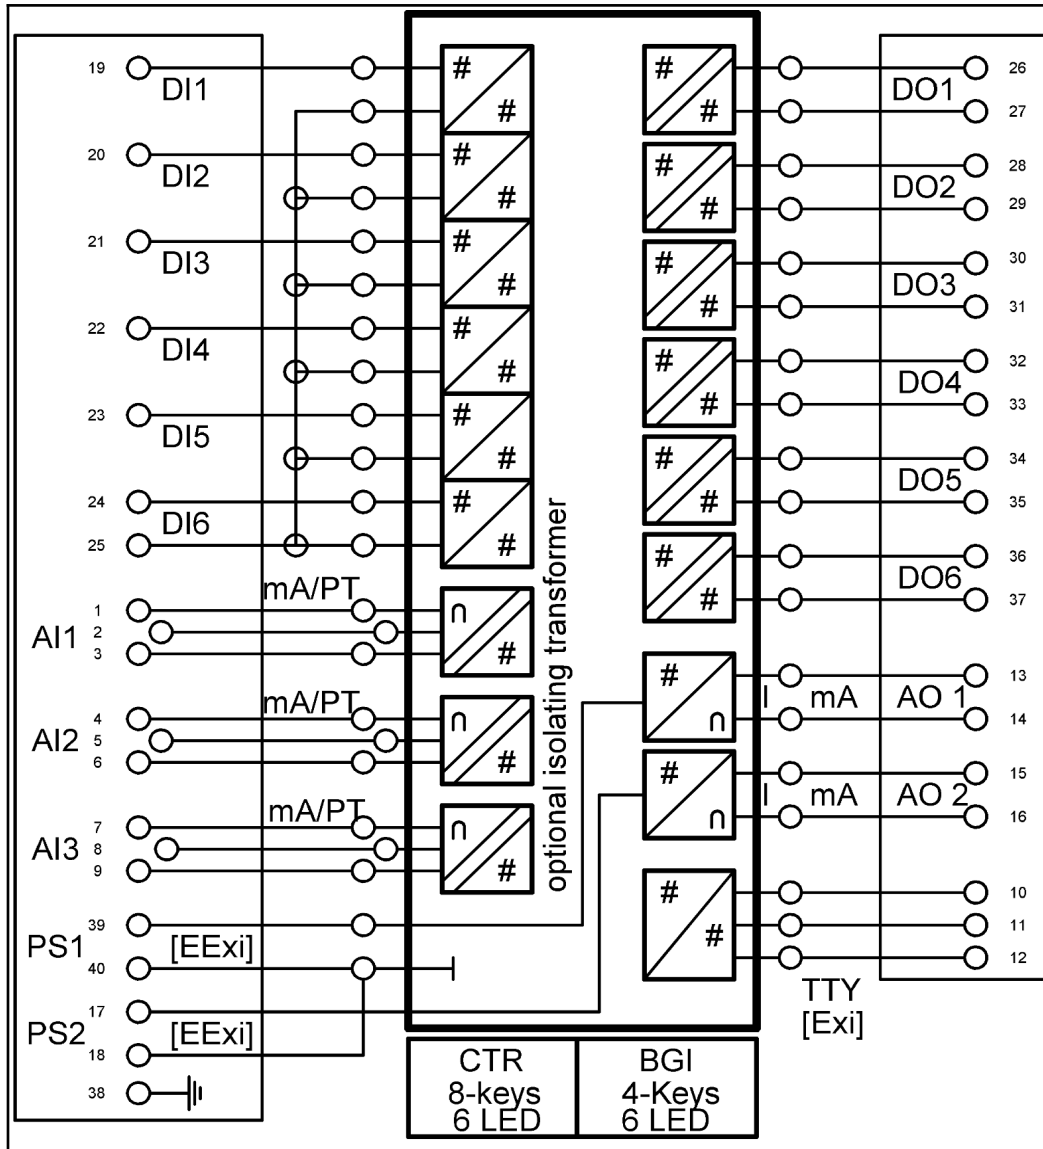 19
DI1
20
DI2
21
DI3
22
DI4
23
DI5
24
DI6
25
mA/PT
1
AI1 2
3
mA/PT
4
AI2 5
6
mA/PT
7
AI3 8
9
39
PS1 [EExi]
40
17
PS2 [EExi]
18
38
# #
# #
# #
# #
# #
# #
∩ #
∩ #
∩ #
optional isolating transformer
# #
# #
# #
# #
# #
# #
# ∩
# ∩
# #
26
DO1
27
28
DO2
29
30
DO3
31
32
DO4
33
34
DO5
35
36
DO6
37
13
I mA AO 1
14
15
I mA AO 2
16
10
11
12
TTY
[Exi]
CTR
8-keys
6 LED
BGI
4-Keys
6 LED